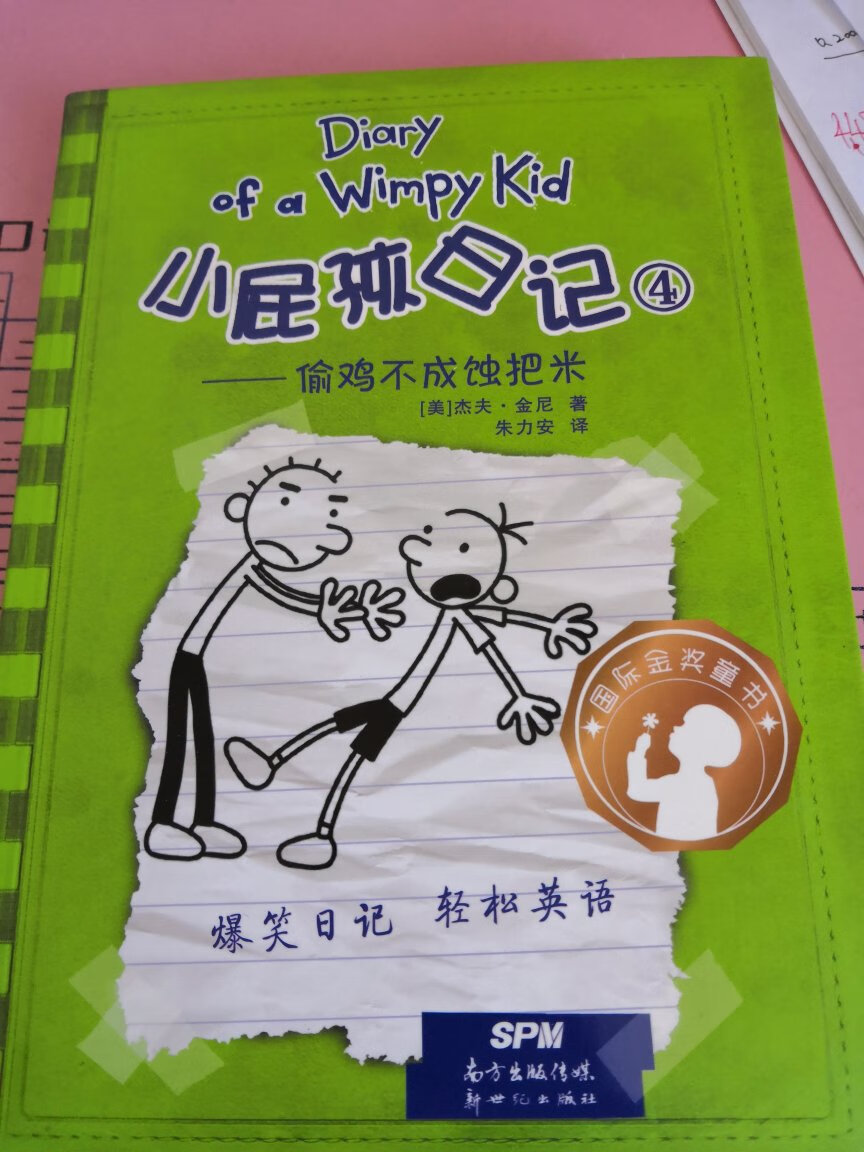 Diary
of a Wimpy Kid
小屁孩日记④
——偷鸡不成蚀把米
[美]杰夫·金尼 著
朱力安 译
国际金奖童书
爆笑日记 轻松英语
SPM
南方出版传媒
新世纪出版社